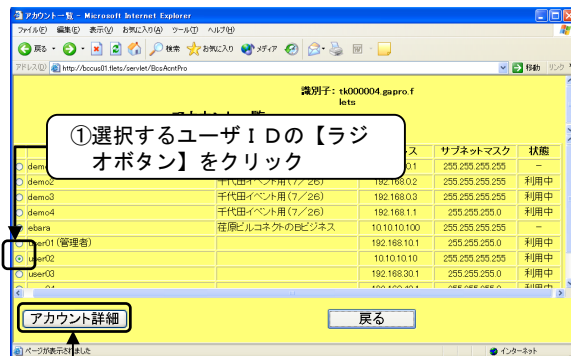 アカウント一覧 - Microsoft Internet Explorer
ファイル(F) 編集(E) 表示(V) お気に入り(A) ツール(T) ヘルプ(H)
戻る 検索 お気に入り メディア
アドレス(D) http://bccus01.flets/servlet/BcsAcntPro 移動 リンク
識別子: tk000004.gapro.f
lets
①選択するユーザＩＤの【ラジ
オボタン】をクリック
ス サブネットマスク 状態
demo 0.1 255.255.255.255 －
demo2 千代田イベント用(7／26) 192.168.0.2 255.255.255.255 利用中
demo3 千代田イベント用(7／26) 192.168.0.3 255.255.255.255 利用中
demo4 千代田イベント用(7／26) 192.168.1.1 255.255.255.0 利用中
ebara 荏原ビルコネクトのBビジネス 10.10.10.100 255.255.255.255 －
user01 (管理者) 192.168.10.1 255.255.255.0 利用中
user02 10.10.10.10 255.255.255.0 利用中
user03 192.168.30.1 255.255.255.0 利用中
アカウント詳細 戻る
ページが表示されました インターネット